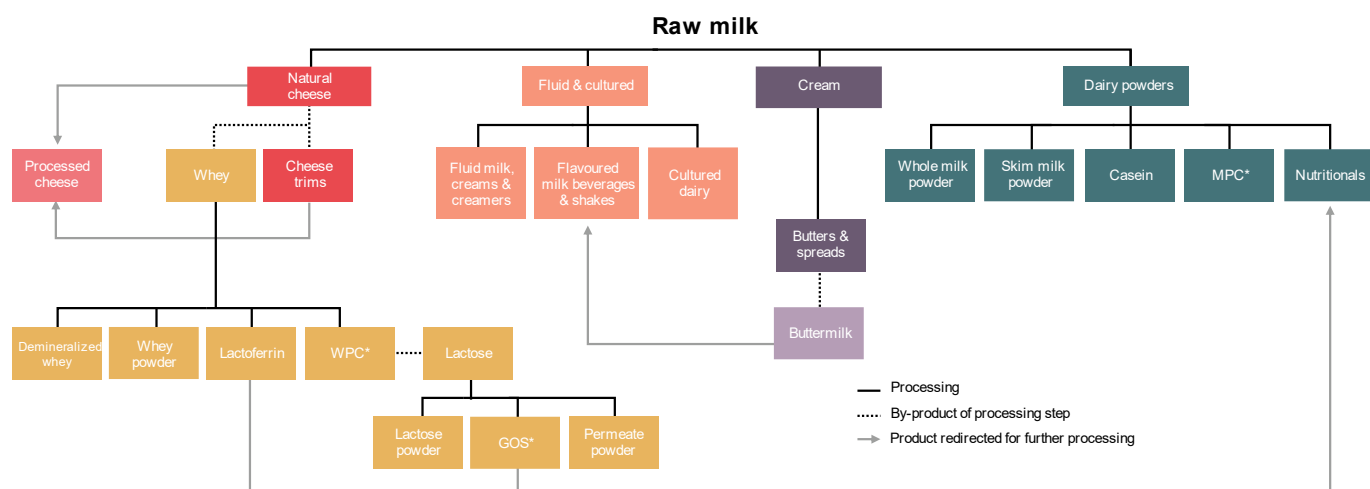 Raw milk
Natural
cheese
Fluid & cultured
Cream
Dairy powders
Processed
cheese
Whey
Cheese
trims
Fluid milk,
creams &
creamers
Flavoured
milk beverages
& shakes
Cultured
dairy
Whole milk
powder
Skim milk
powder
Casein
MPC*
Nutritionals
Butters &
spreads
Buttermilk
Demineralized
whey
Whey
powder
Lactoferrin
WPC*
Lactose
Lactose
powder
GOS*
Permeate
powder
Processing
By-product of processing step
Product redirected for further processing